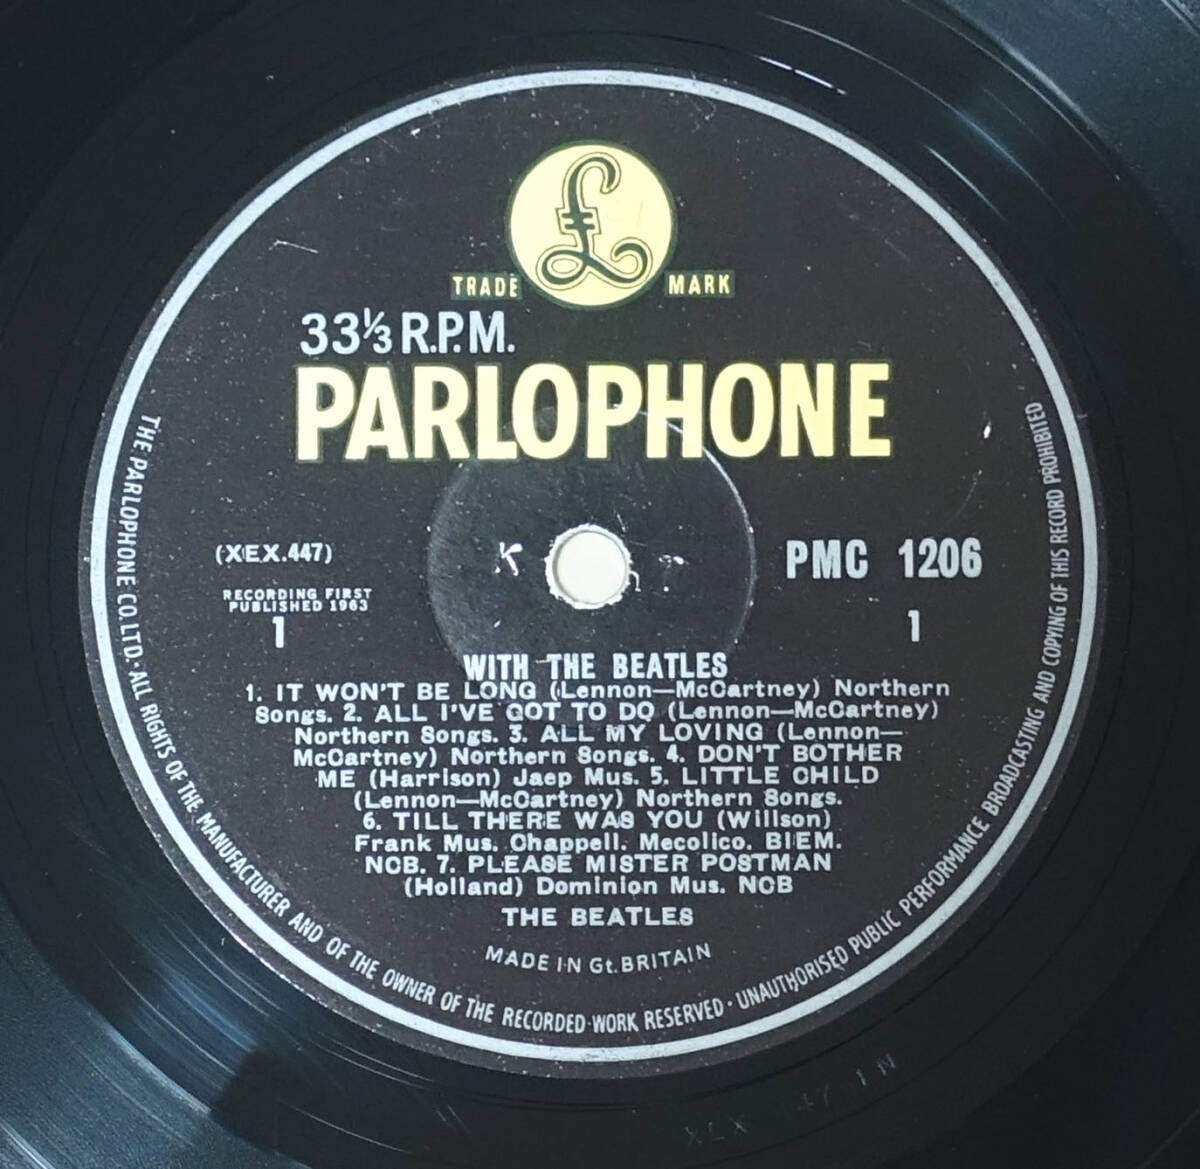 £
TRADE MARK
33⅓ R.P.M.
PARLOPHONE
(XEX.447)
K T
PMC 1206
RECORDING FIRST
PUBLISHED 1963
1
1
WITH THE BEATLES
1. IT WON'T BE LONG (Lennon—McCartney) Northern
Songs. 2. ALL I'VE GOT TO DO (Lennon—McCartney)
Northern Songs. 3. ALL MY LOVING (Lennon—
McCartney) Northern Songs. 4. DON'T BOTHER
ME (Harrison) Jaep Mus. 5. LITTLE CHILD
(Lennon—McCartney) Northern Songs.
6. TILL THERE WAS YOU (Willson)
Frank Mus. Chappell. Mecolico. BIEM.
NCB. 7. PLEASE MISTER POSTMAN
(Holland) Dominion Mus. NCB
THE BEATLES
MADE IN Gt. BRITAIN
THE PARLOPHONE CO. LTD. · ALL RIGHTS OF THE MANUFACTURER AND OF THE OWNER OF THE RECORDED WORK RESERVED · UNAUTHORISED PUBLIC PERFORMANCE BROADCASTING AND COPYING OF THIS RECORD PROHIBITED